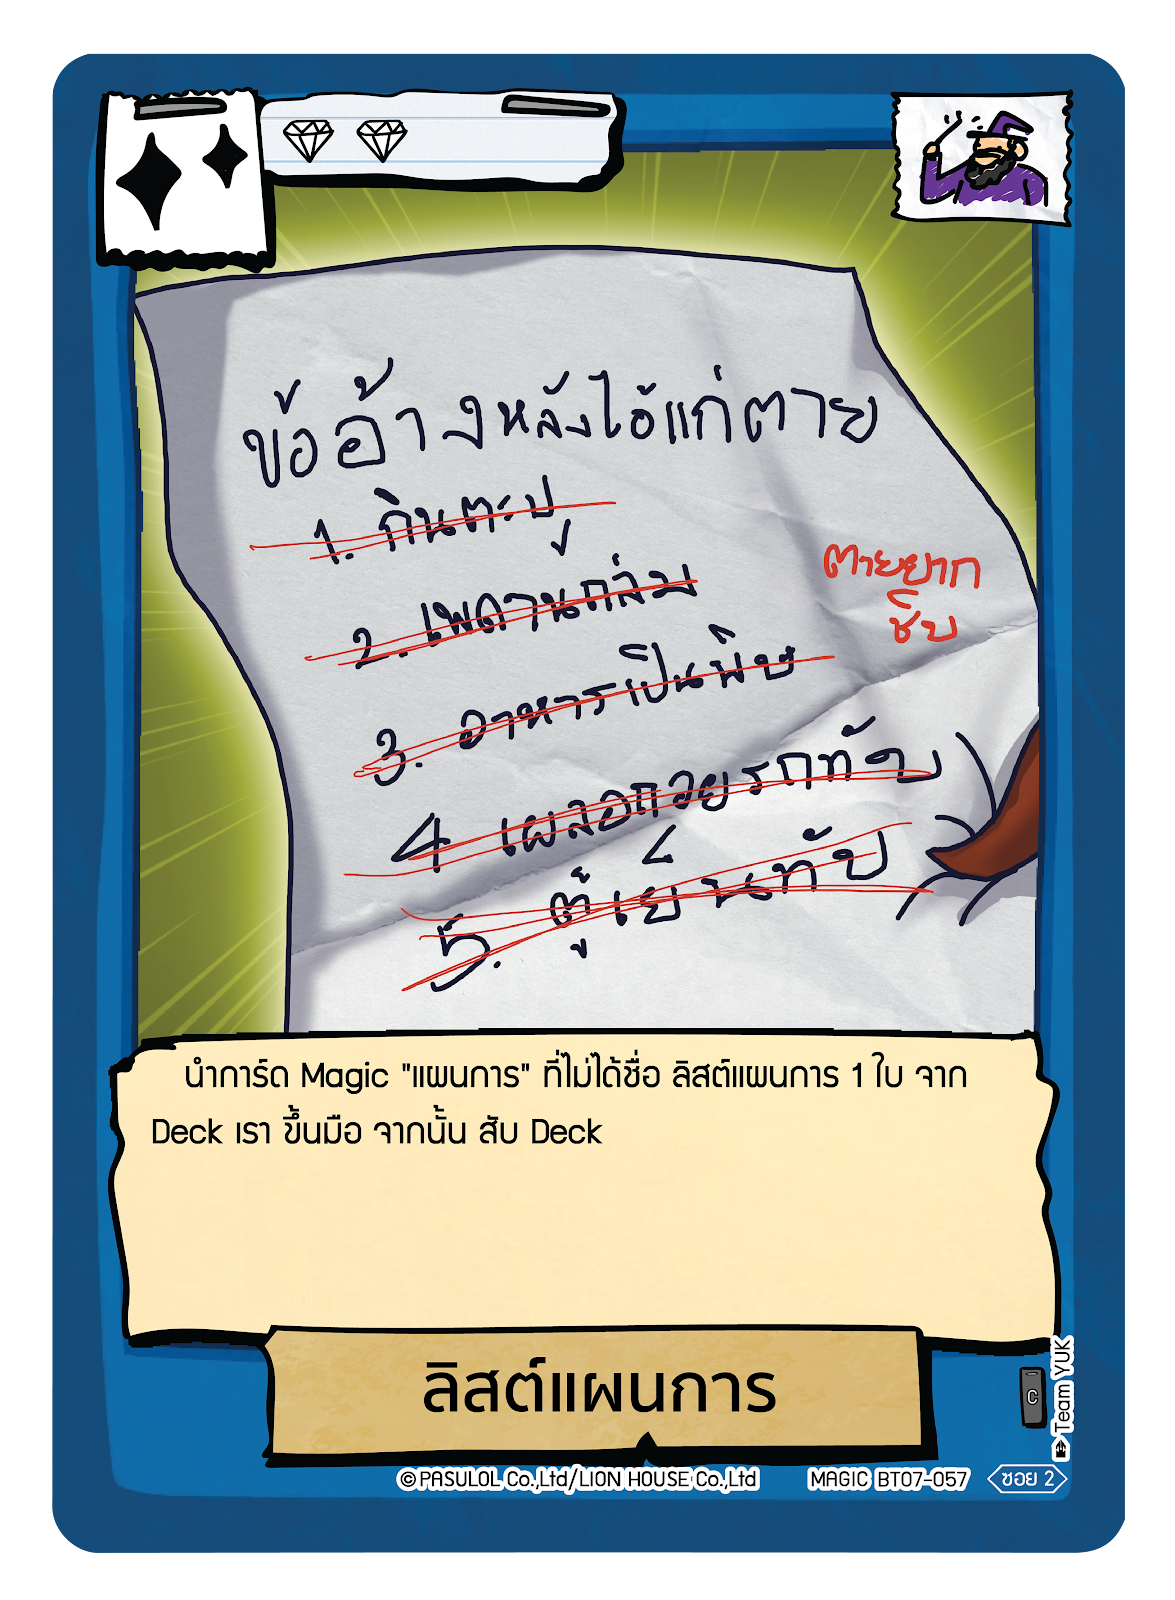 ข้ออ้างหลังไอ้แก่ตาย
1. กินตะปู
2. เพดานถล่ม
3. อาหารเป็นพิษ
4 เผลอถอยรถทับ
5. ตู้เย็นทับ
ตายยาก
ชิบ
นำการ์ด Magic "แผนการ" ที่ไม่ได้ชื่อ ลิสต์แผนการ 1 ใบ จาก
Deck เรา ขึ้นมือ จากนั้น สับ Deck
ลิสต์แผนการ
C
Team YUK
©PASULOL Co.,Ltd/LION HOUSE Co.,Ltd
MAGIC BT07-057
ซอย 2